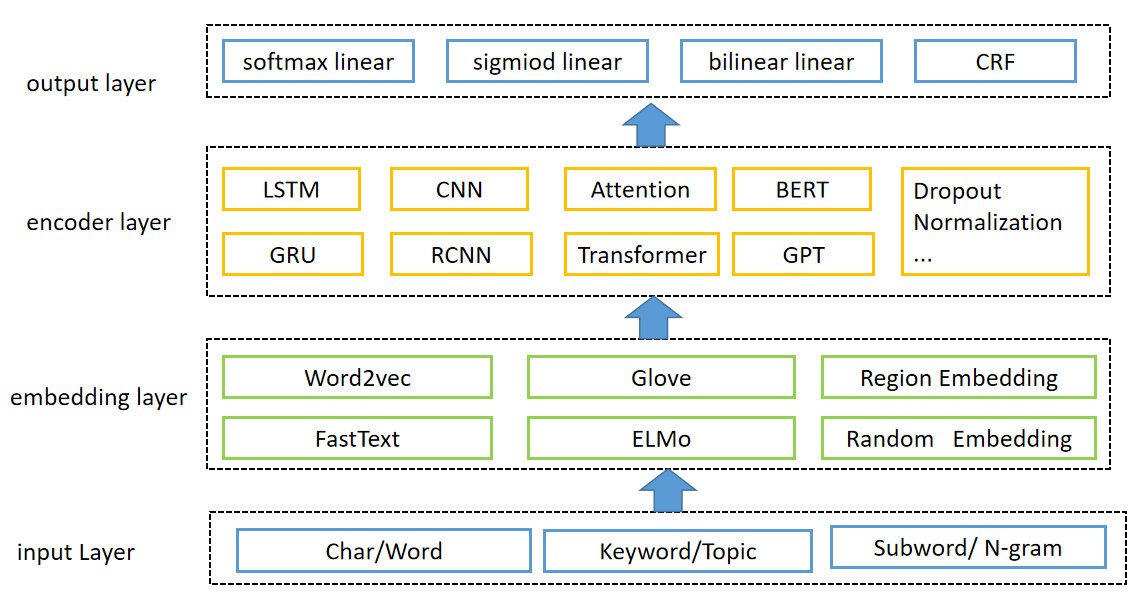 output layer
softmax linear
sigmiod linear
bilinear linear
CRF
encoder layer
LSTM
CNN
Attention
BERT
Dropout
Normalization
...
GRU
RCNN
Transformer
GPT
embedding layer
Word2vec
Glove
Region Embedding
FastText
ELMo
Random Embedding
input Layer
Char/Word
Keyword/Topic
Subword/ N-gram